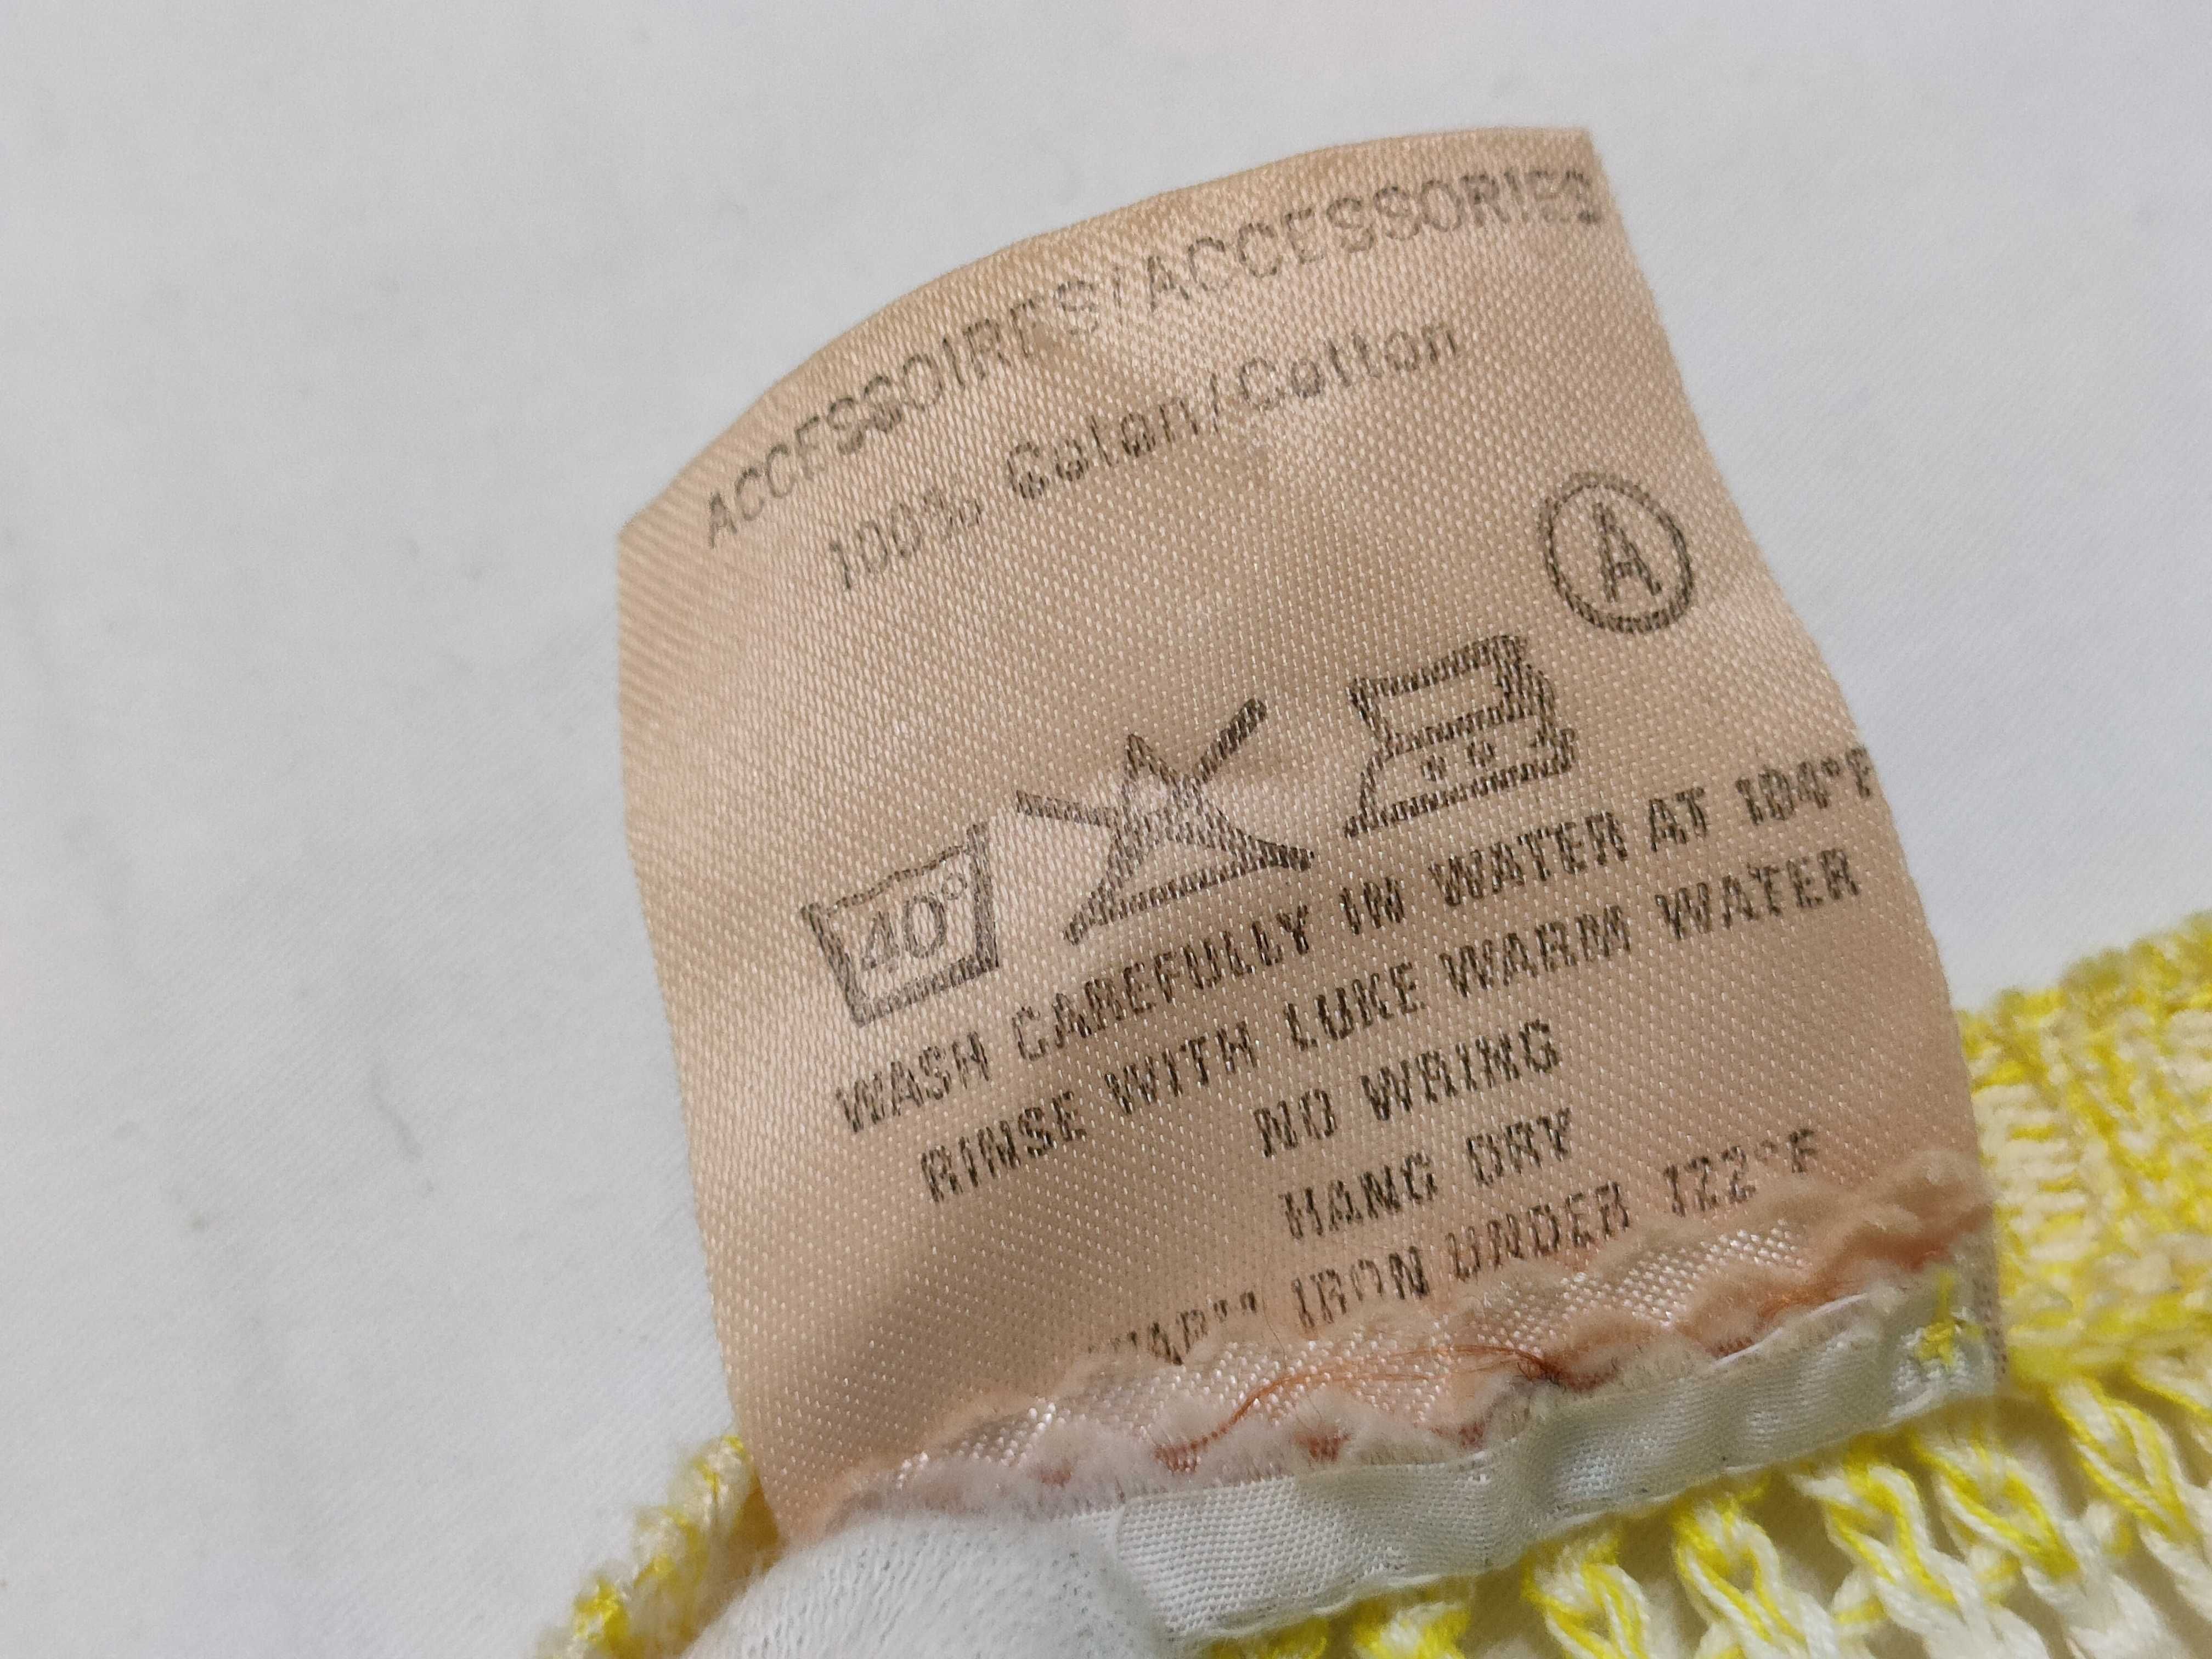 ACCESSOIRES/ACCESSORIES
100% Coton/Cotton
A
40°
WASH CAREFULLY IN WATER AT 104°F
RINSE WITH LUKE WARM WATER
NO WRING
HANG DRY
IRON UNDER 122°F